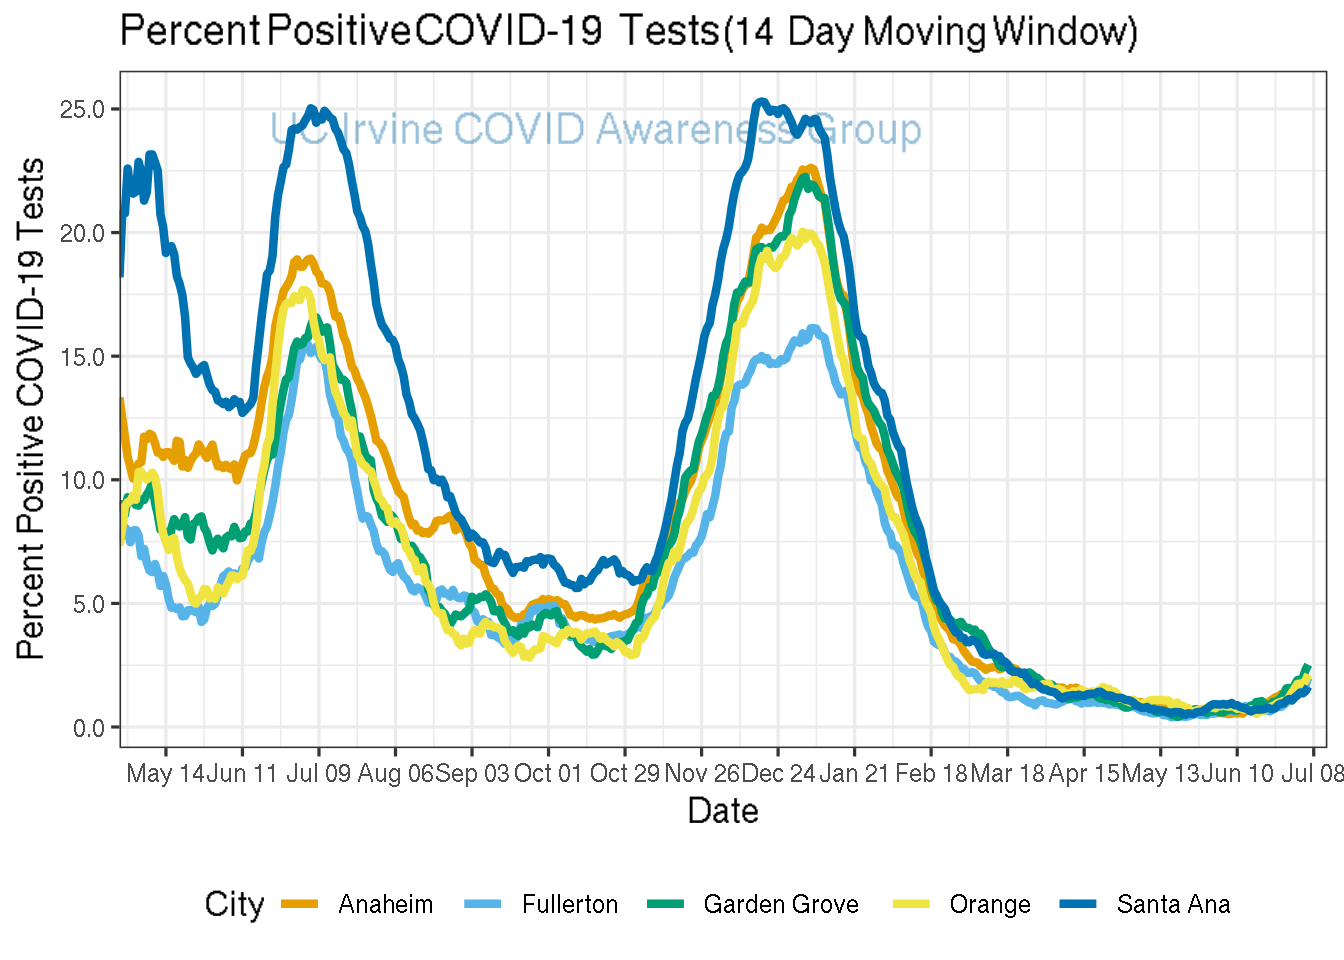 Percent Positive COVID-19 Tests (14 Day Moving Window)
UC Irvine COVID Awareness Group
Percent Positive COVID-19 Tests
25.0
20.0
15.0
10.0
5.0
0.0
May 14 Jun 11 Jul 09 Aug 06 Sep 03 Oct 01 Oct 29 Nov 26 Dec 24 Jan 21 Feb 18 Mar 18 Apr 15 May 13 Jun 10 Jul 08
Date
City Anaheim Fullerton Garden Grove Orange Santa Ana